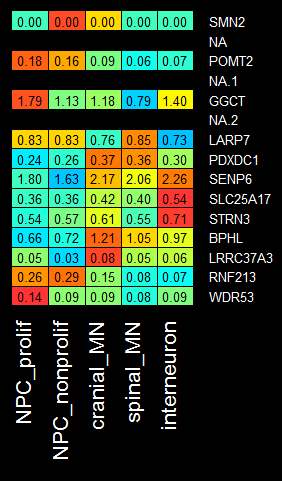 0.00 0.00 0.00 0.00 0.00 SMN2
NA
0.18 0.16 0.09 0.06 0.07 POMT2
NA.1
1.79 1.13 1.18 0.79 1.40 GGCT
NA.2
0.83 0.83 0.76 0.85 0.73 LARP7
0.24 0.26 0.37 0.36 0.30 PDXDC1
1.80 1.63 2.17 2.06 2.26 SENP6
0.36 0.36 0.42 0.40 0.54 SLC25A17
0.54 0.57 0.61 0.55 0.71 STRN3
0.66 0.72 1.21 1.05 0.97 BPHL
0.05 0.03 0.08 0.05 0.06 LRRC37A3
0.26 0.29 0.15 0.08 0.07 RNF213
0.14 0.09 0.09 0.08 0.09 WDR53
NPC_prolif
NPC_nonprolif
cranial_MN
spinal_MN
interneuron